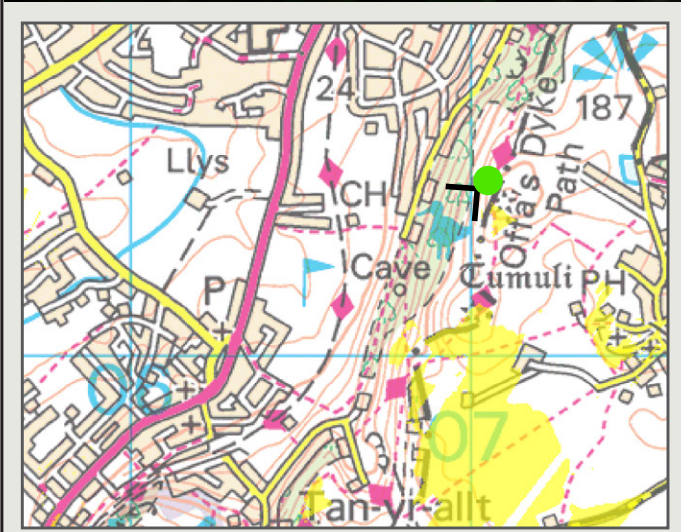 24
187
Llys
CH
Offa's Dyke
Path
Cave
Tumuli
PH
P
06
07
Tan-yr-allt